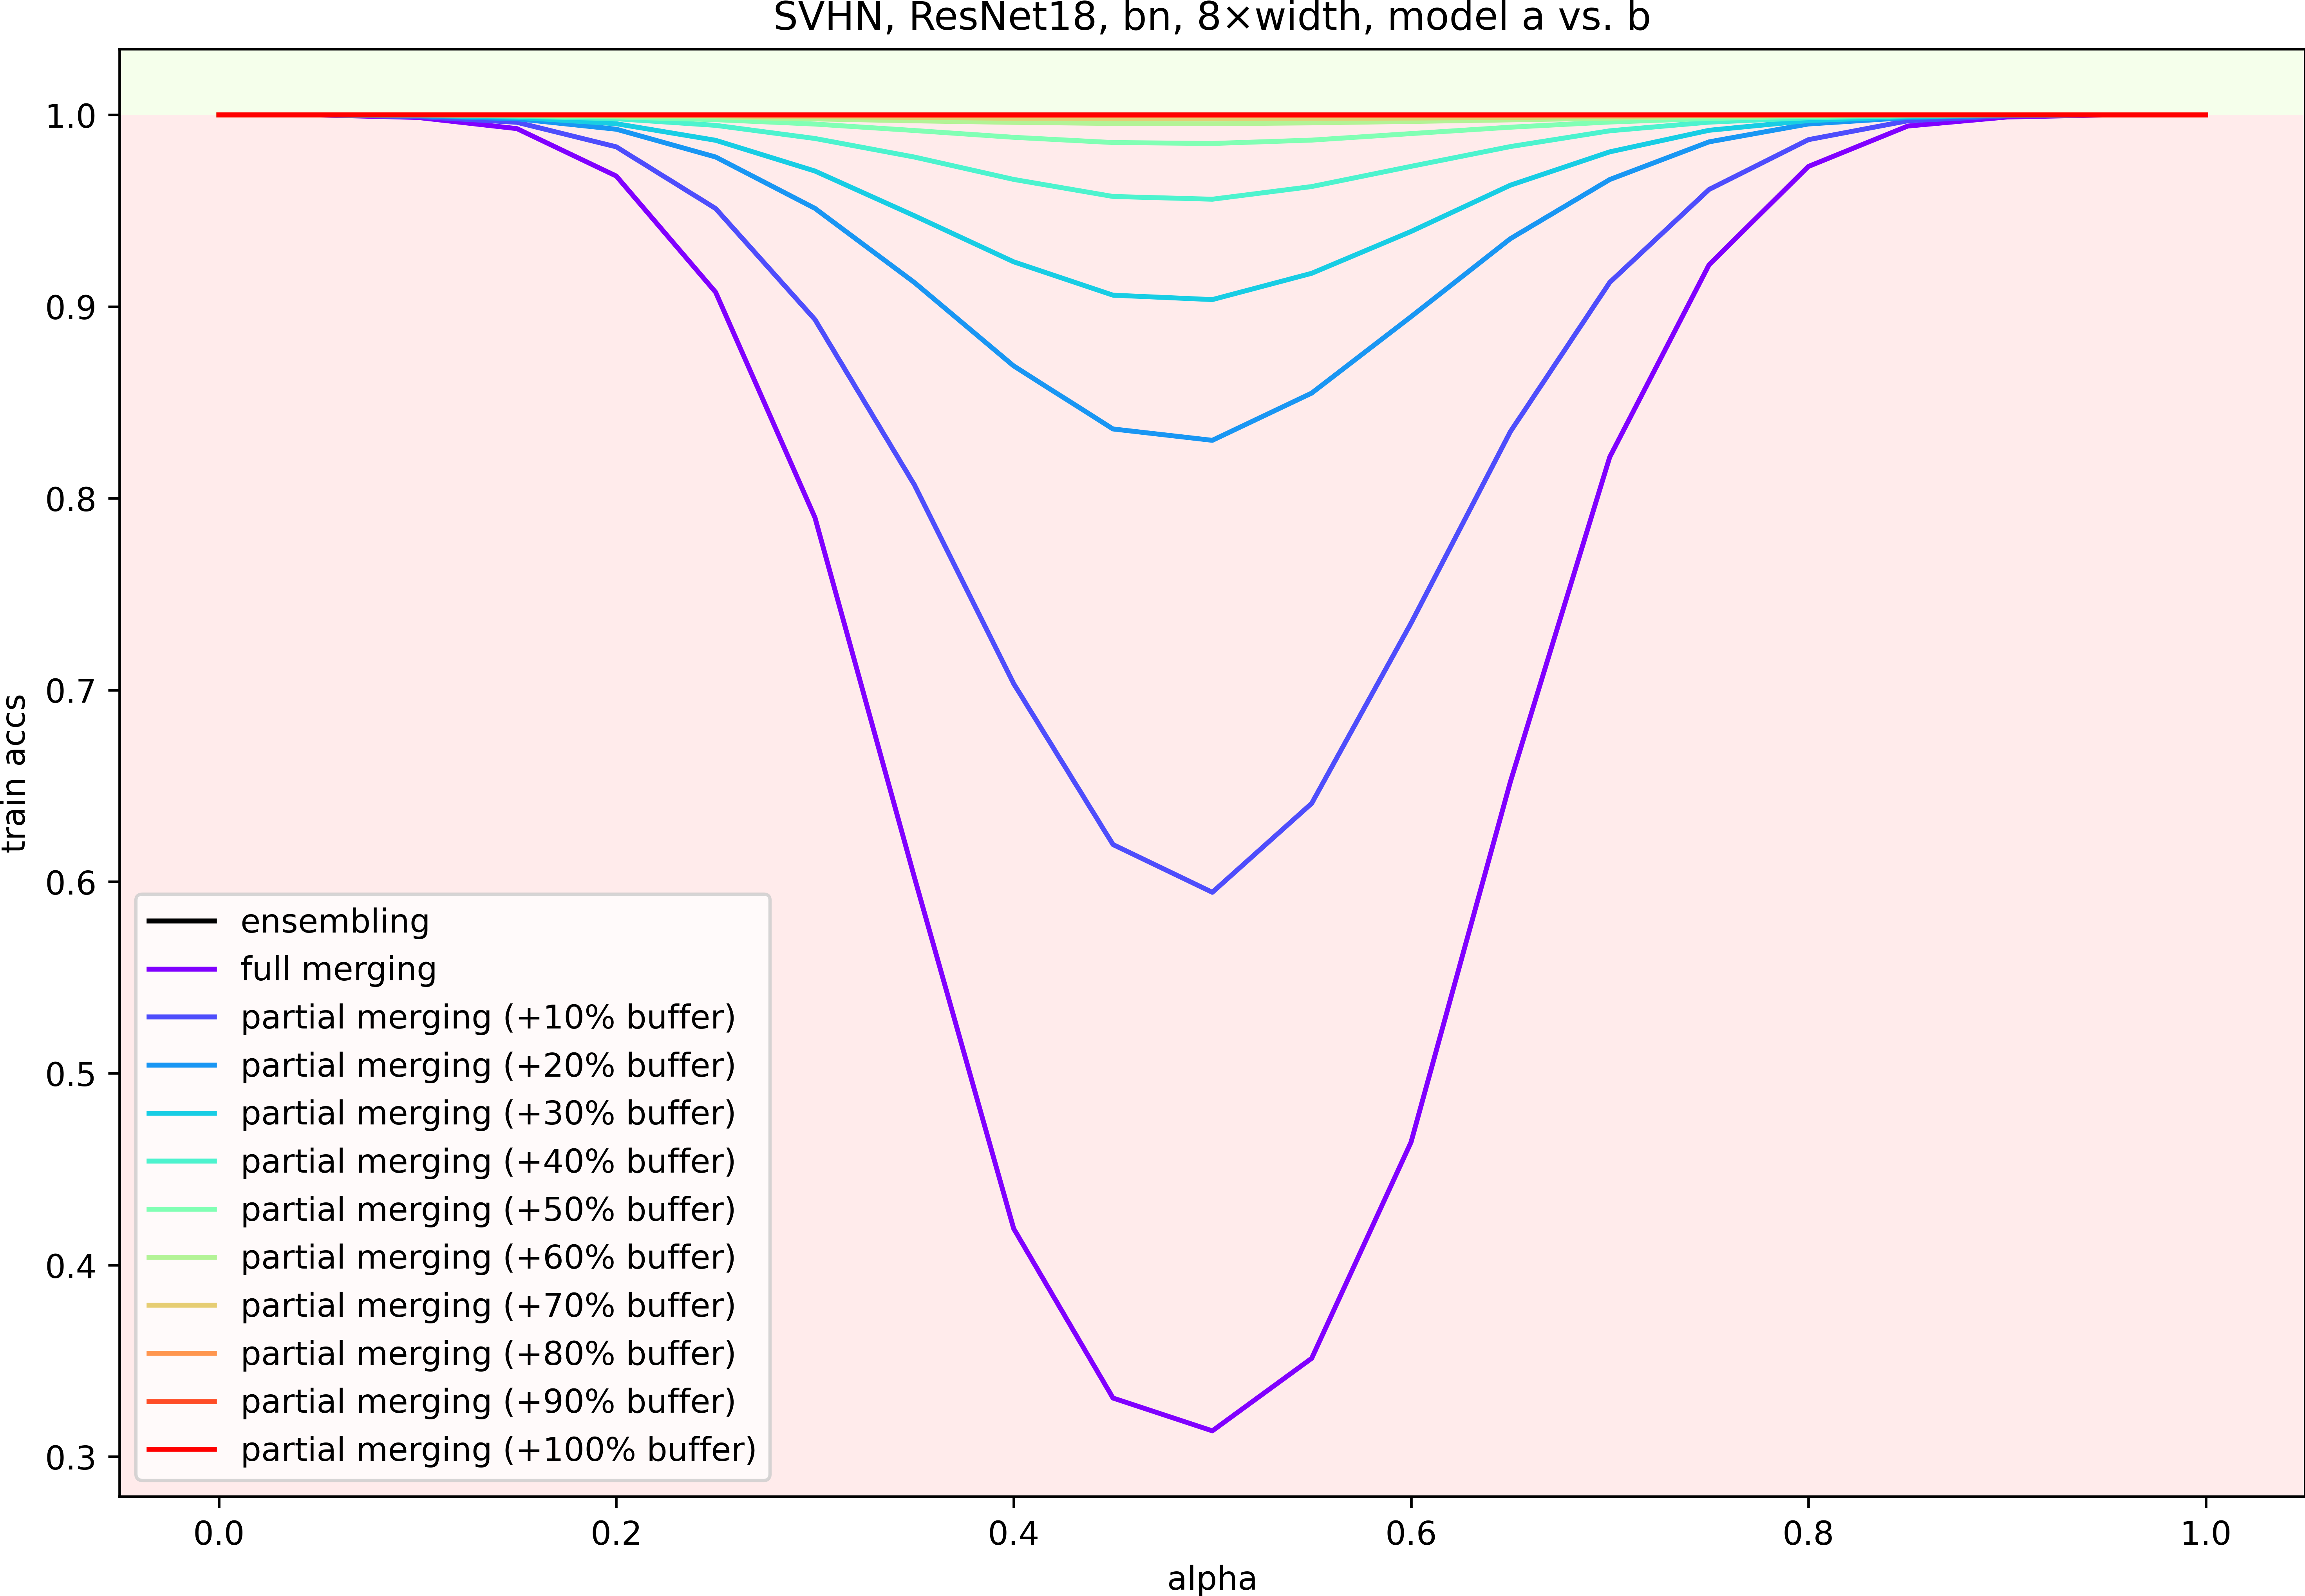 SVHN, ResNet18, bn, 8×width, model a vs. b
1.0
0.9
0.8
0.7
0.6
0.5
0.4
0.3
train accs
ensembling
full merging
partial merging (+10% buffer)
partial merging (+20% buffer)
partial merging (+30% buffer)
partial merging (+40% buffer)
partial merging (+50% buffer)
partial merging (+60% buffer)
partial merging (+70% buffer)
partial merging (+80% buffer)
partial merging (+90% buffer)
partial merging (+100% buffer)
0.0 0.2 0.4 0.6 0.8 1.0
alpha